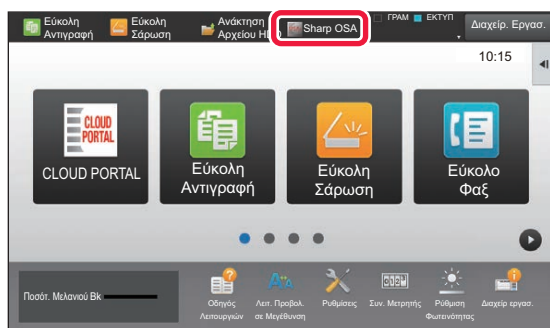 Εύκολη
Αντιγραφή
Εύκολη
Σάρωση
Ανάκτηση
Αρχείου
Sharp OSA
ΓΡΑΜ
ΕΚΤΥΠ
Διαχείρ. Εργασ.
10:15
CLOUD
PORTAL
CLOUD PORTAL
Εύκολη
Αντιγραφή
Εύκολη
Σάρωση
Εύκολο
Φαξ
Ποσότ. Μελανιού Bk
Οδηγός
Λειτουργιών
Λειτ. Προβολ.
σε Μεγέθυνση
Ρυθμίσεις
Συν. Μετρητής
Ρύθμιση
Φωτεινότητας
Διαχείρ εργασ.